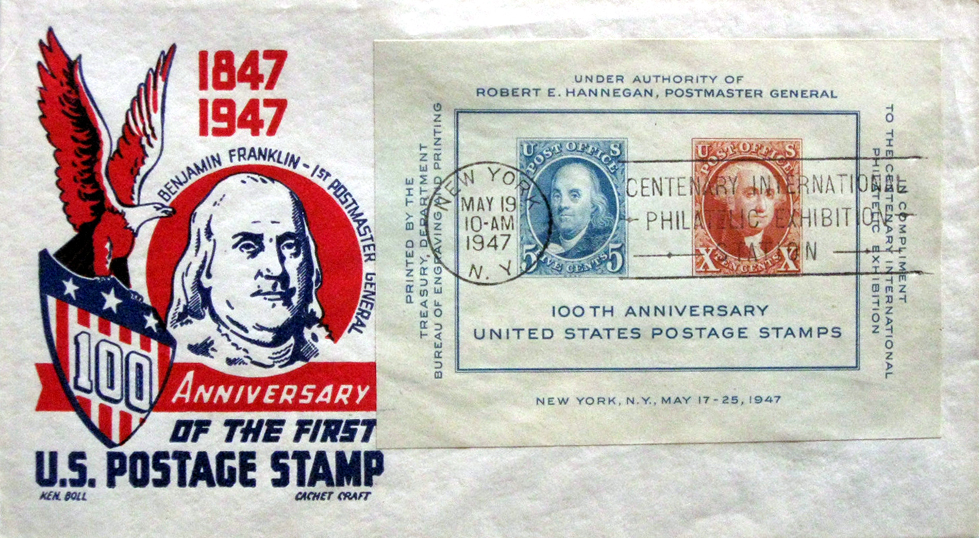 1847
1947
BENJAMIN FRANKLIN - 1ST POSTMASTER GENERAL
100
ANNIVERSARY
OF THE FIRST
U.S. POSTAGE STAMP
KEN. BOLL
CACHET CRAFT
UNDER AUTHORITY OF
ROBERT E. HANNEGAN, POSTMASTER GENERAL
PRINTED BY THE
TREASURY DEPARTMENT
BUREAU OF ENGRAVING AND PRINTING
U S
POST OFFICE
5 5
FIVE CENTS
U S
POST OFFICE
X X
TEN CENTS
NEW YORK
MAY 19
10-AM
1947
N. Y.
CENTENARY INTERNATIONAL
PHILATELIC EXHIBITION
IN COMPLIMENT
TO THE CENTENARY INTERNATIONAL
PHILATELIC EXHIBITION
100TH ANNIVERSARY
UNITED STATES POSTAGE STAMPS
NEW YORK, N.Y., MAY 17-25, 1947